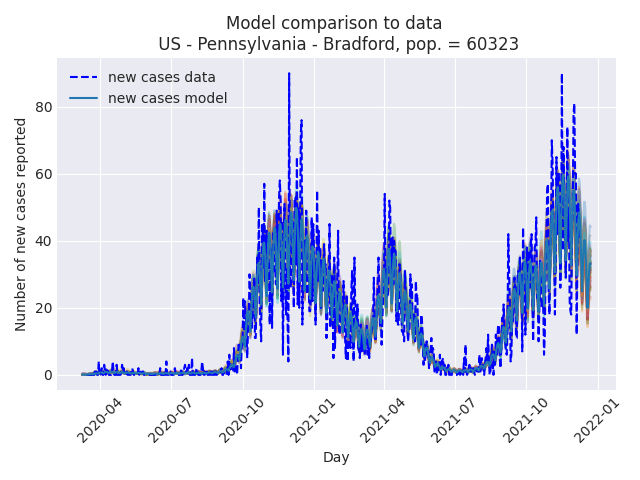 Model comparison to data
US - Pennsylvania - Bradford, pop. = 60323
new cases data
new cases model
Number of new cases reported
80
60
40
20
0
2020-04
2020-07
2020-10
2021-01
2021-04
2021-07
2021-10
2022-01
Day